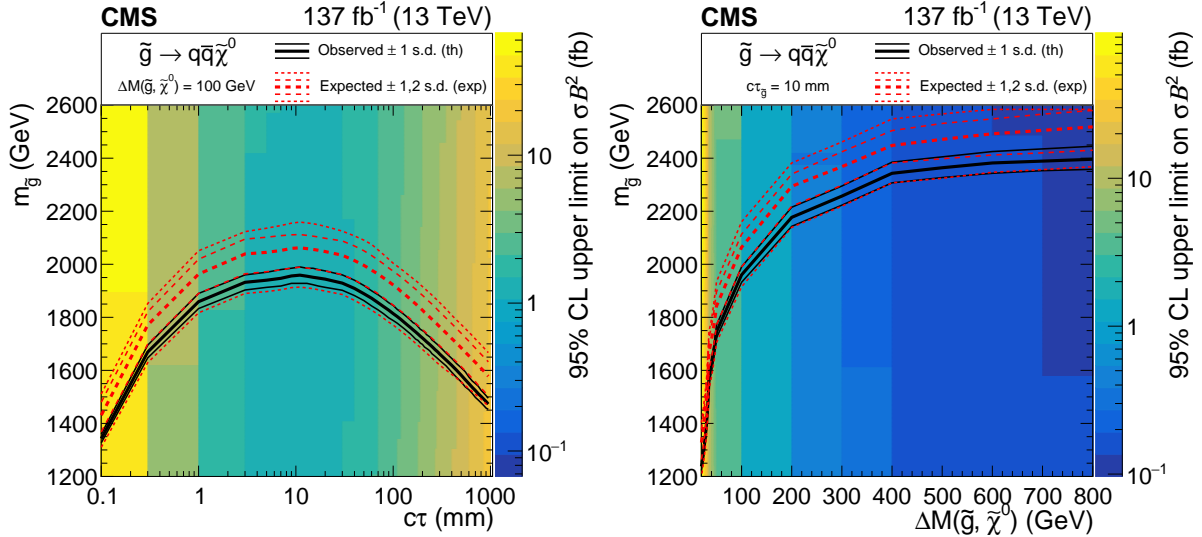 CMS 137 fb⁻¹ (13 TeV)
g̃ → qq̄χ̃⁰ Observed ± 1 s.d. (th)
ΔM(g̃, χ̃⁰) = 100 GeV Expected ± 1,2 s.d. (exp)
2600
2400
2200
2000
1800
1600
1400
1200
m_g̃ (GeV)
0.1 1 10 100 1000
cτ (mm)
10
1
10⁻¹
95% CL upper limit on σB² (fb)
CMS 137 fb⁻¹ (13 TeV)
g̃ → qq̄χ̃⁰ Observed ± 1 s.d. (th)
cτ_g̃ = 10 mm Expected ± 1,2 s.d. (exp)
2600
2400
2200
2000
1800
1600
1400
1200
m_g̃ (GeV)
100 200 300 400 500 600 700 800
ΔM(g̃, χ̃⁰) (GeV)
10
1
10⁻¹
95% CL upper limit on σB² (fb)